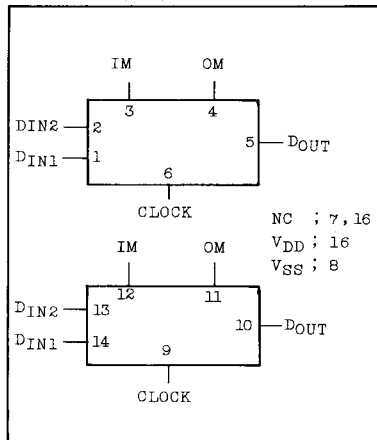 IM OM
3 4
DIN2 2
5 DOUT
DIN1 1
6
CLOCK
NC ; 7,16
VDD ; 16
VSS ; 8
IM OM
12 11
DIN2 13
10 DOUT
DIN1 14
9
CLOCK